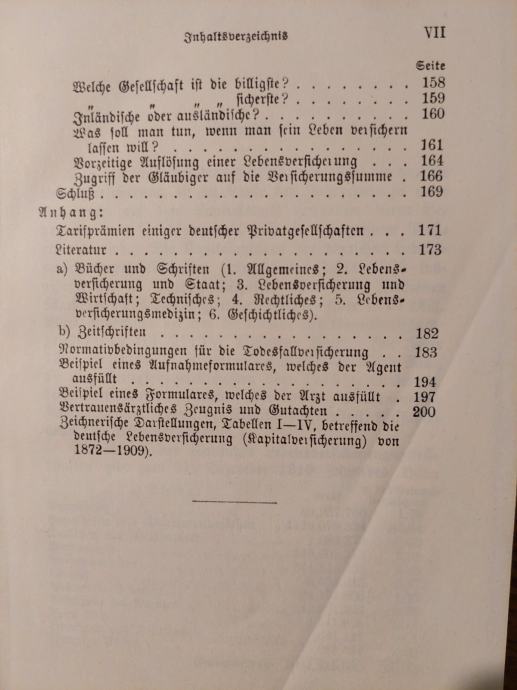 Inhaltsverzeichnis VII
Seite
Welche Gesellschaft ist die billigste? . . . . . . . . 158
„ „ „ „ sicherste? . . . . . . . . 159
Inländische oder ausländische? . . . . . . . . . . 160
Was soll man tun, wenn man sein Leben versichern
lassen will? . . . . . . . . . . . . . . . . 161
Vorzeitige Auflösung einer Lebensversicherung . . . 164
Zugriff der Gläubiger auf die Versicherungssumme . 166
Schluß . . . . . . . . . . . . . . . . . . . . 169
Anhang:
Tarifprämien einiger deutscher Privatgesellschaften . . . 171
Literatur . . . . . . . . . . . . . . . . . . . 173
a) Bücher und Schriften (1. Allgemeines; 2. Lebens-
versicherung und Staat; 3. Lebensversicherung und
Wirtschaft; Technisches; 4. Rechtliches; 5. Lebens-
versicherungsmedizin; 6. Geschichtliches).
b) Zeitschriften . . . . . . . . . . . . . . . . 182
Normativbedingungen für die Todesfallversicherung . . 183
Beispiel eines Aufnahmeformulares, welches der Agent
ausfüllt . . . . . . . . . . . . . . . . . . 194
Beispiel eines Formulares, welches der Arzt ausfüllt . 197
Vertrauensärztliches Zeugnis und Gutachten . . . . . 200
Zeichnerische Darstellungen, Tabellen I—IV, betreffend die
deutsche Lebensversicherung (Kapitalversicherung) von
1872—1909).